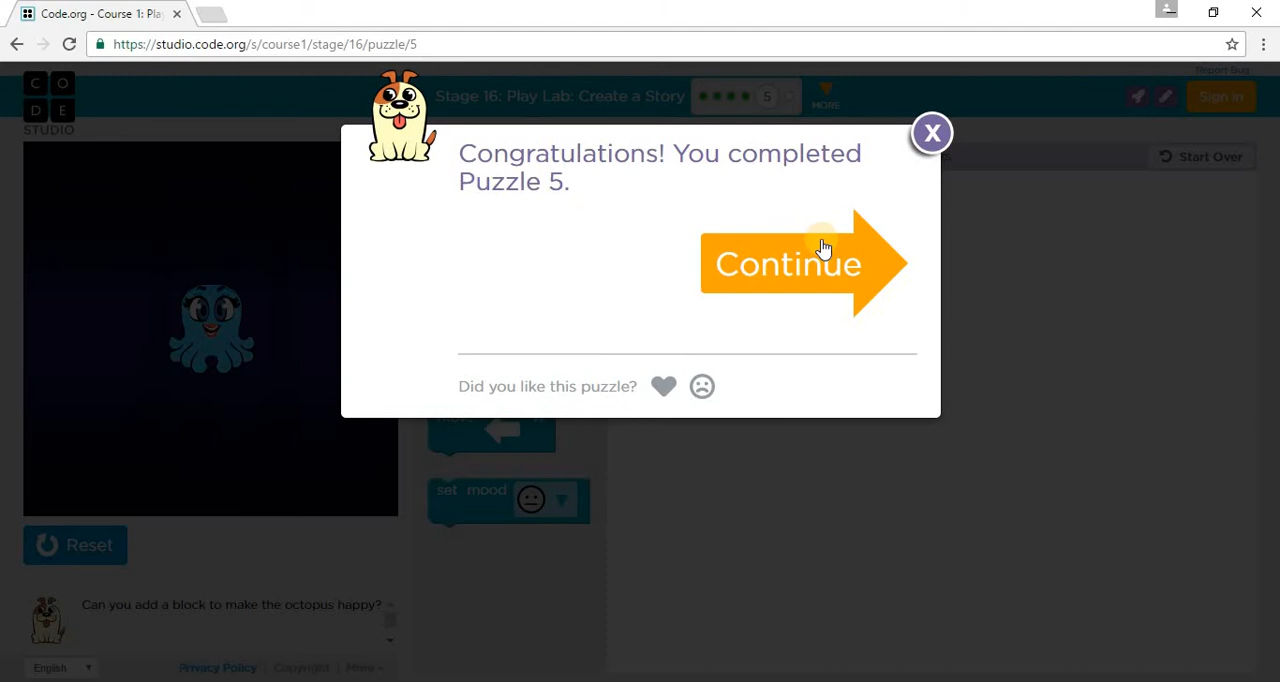 Code.org - Course 1: Pla
https://studio.code.org/s/course1/stage/16/puzzle/5
Report Bug
C O
D E
STUDIO
Stage 16: Play Lab: Create a Story
5
MORE
Sign in
Start Over
Congratulations! You completed
Puzzle 5.
Continue
Did you like this puzzle?
set mood
Reset
Can you add a block to make the octopus happy?
English
Privacy Policy | Copyright | More